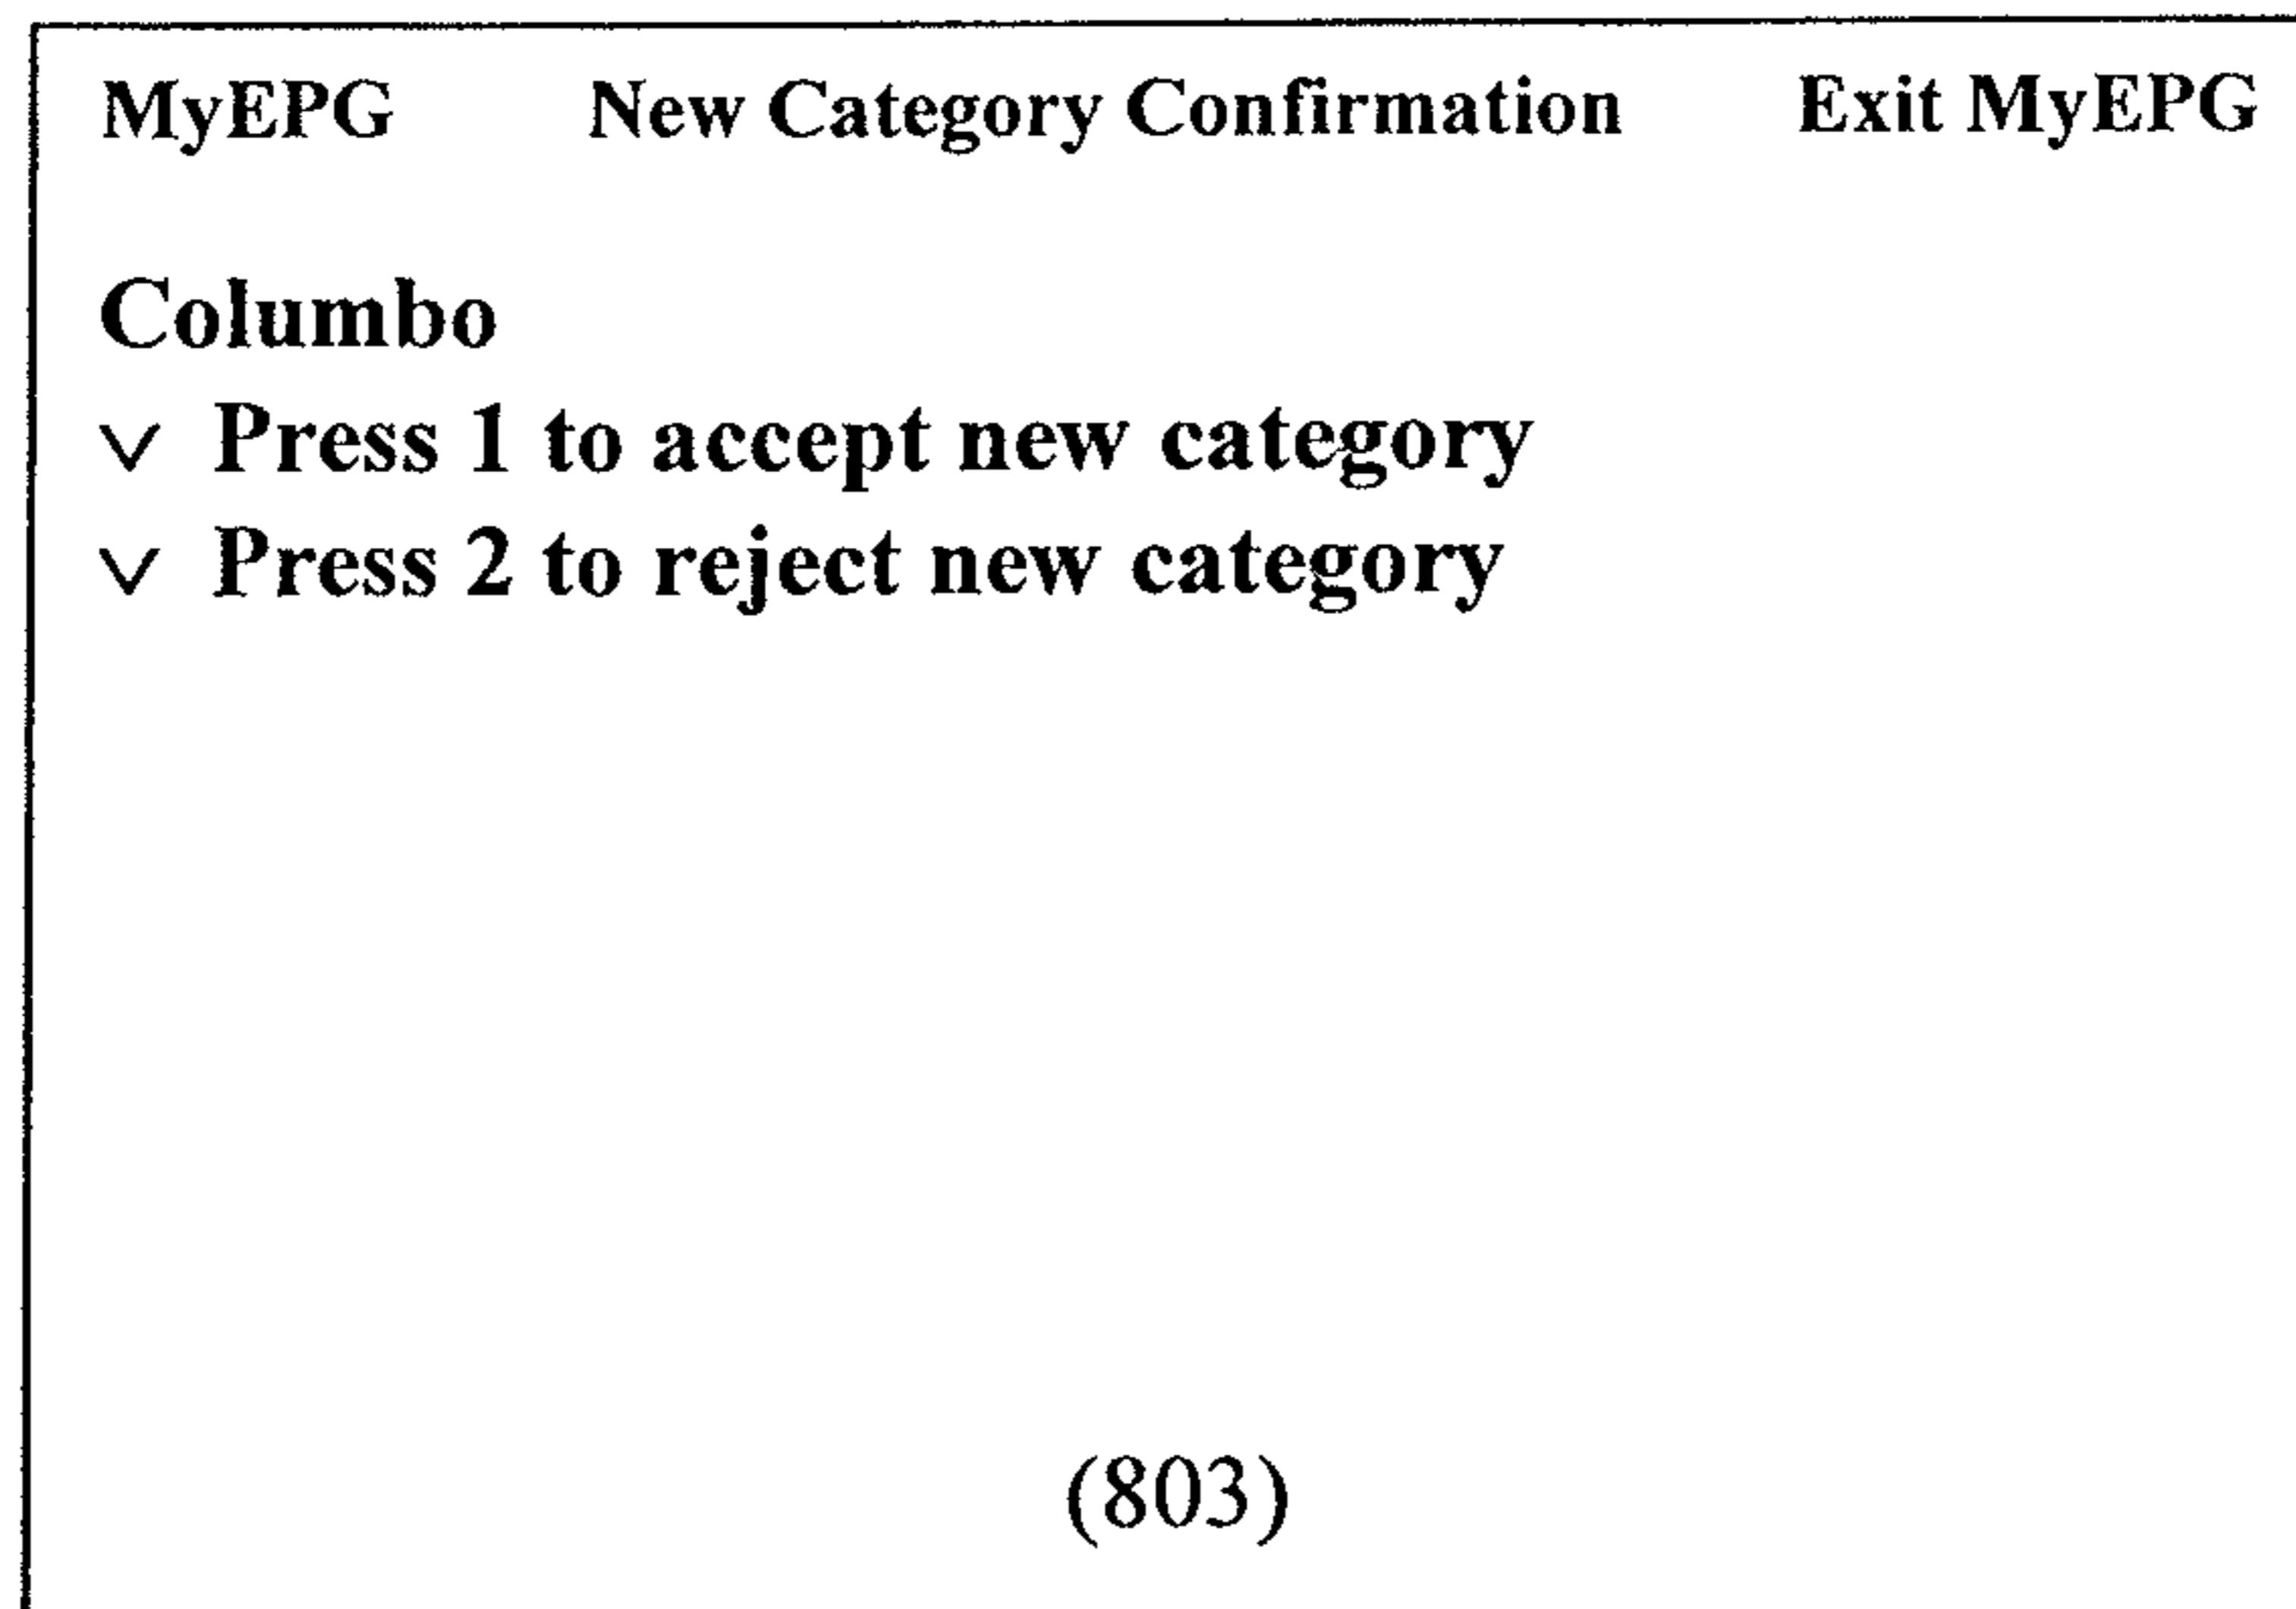 MyEPG New Category Confirmation Exit MyEPG
Columbo
∨ Press 1 to accept new category
∨ Press 2 to reject new category
(803)